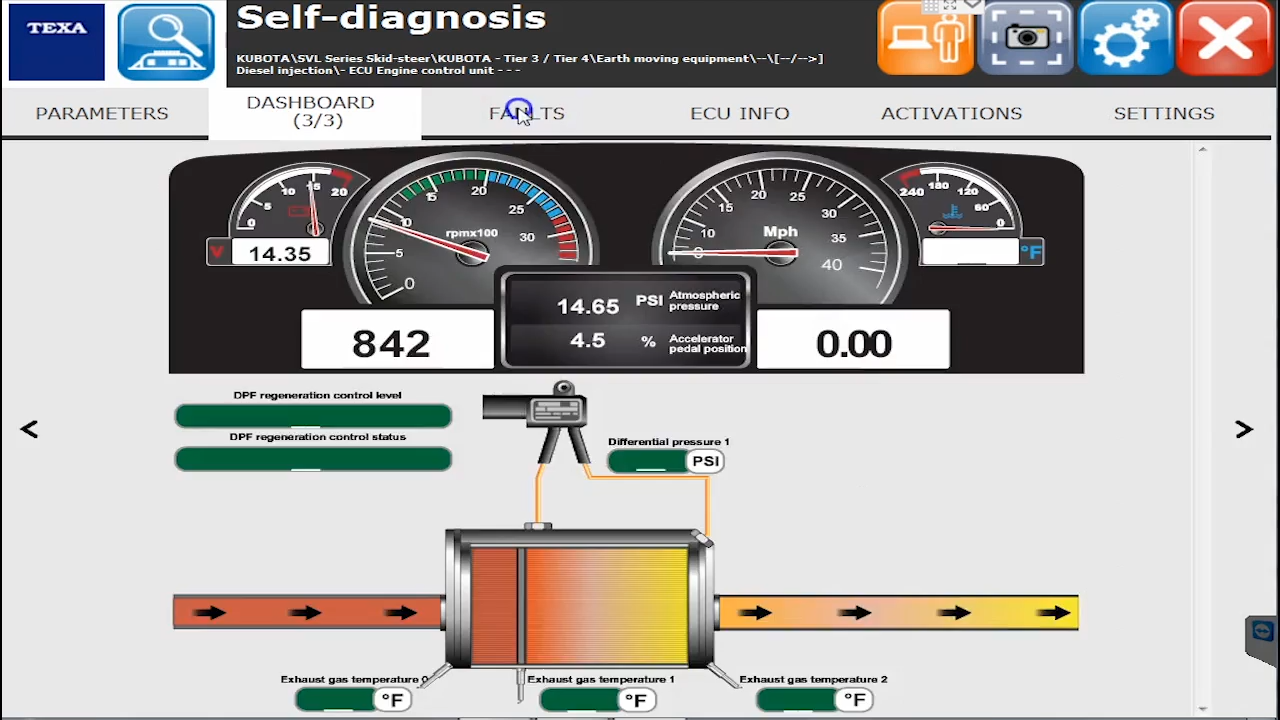 TEXA
Self-diagnosis
KUBOTA\SVL Series Skid-steer\KUBOTA - Tier 3 / Tier 4\Earth moving equipment\--\[--/-->]
Diesel injection\- ECU Engine control unit - - -
PARAMETERS
DASHBOARD
(3/3)
FAULTS
ECU INFO
ACTIVATIONS
SETTINGS
0 5 10 15 20
V 14.35
0 5 10 15 20 25 30
rpmx100
842
0 10 15 20 25 30 35 40
Mph
0.00
240 180 120 60 0
°F
14.65 PSI Atmospheric
pressure
4.5 % Accelerator
pedal position
DPF regeneration control level
DPF regeneration control status
Differential pressure 1
PSI
Exhaust gas temperature 0
°F
Exhaust gas temperature 1
°F
Exhaust gas temperature 2
°F